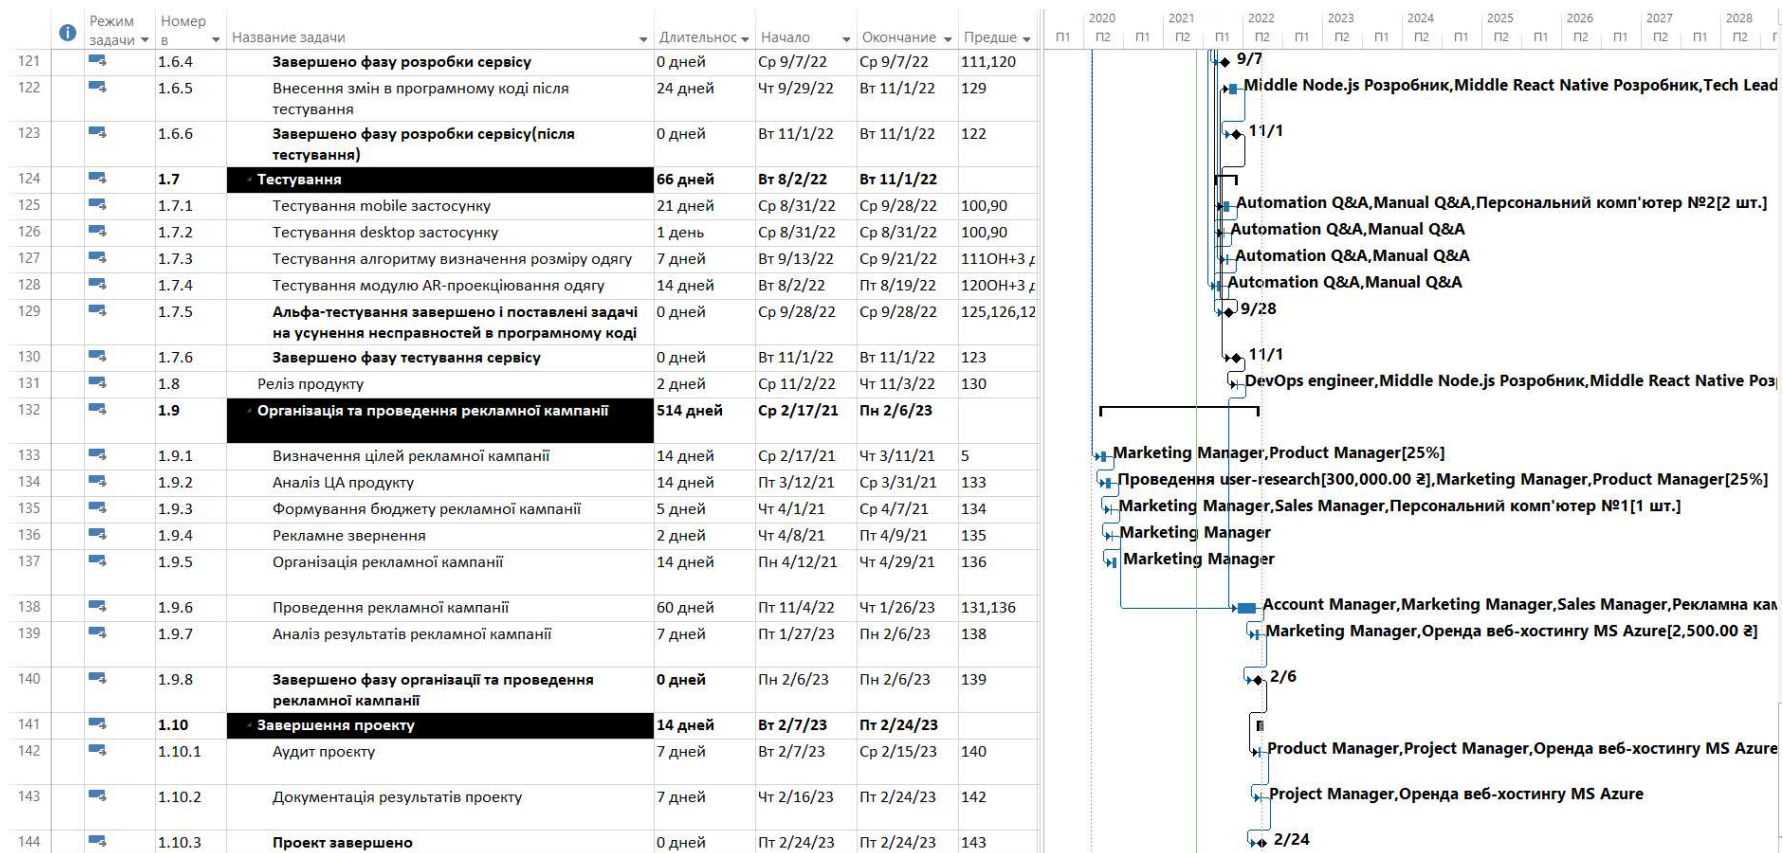 Режим задачи Номер в Название задачи Длительнос Начало Окончание Предше
2020 2021 2022 2023 2024 2025 2026 2027 2028
П1 П2 П1 П2 П1 П2 П1 П2 П1 П2 П1 П2 П1 П2 П1 П2 П1 П2
121 1.6.4 Завершено фазу розробки сервісу 0 дней Ср 9/7/22 Ср 9/7/22 111,120 9/7
122 1.6.5 Внесення змін в програмному коді після тестування 24 дней Чт 9/29/22 Вт 11/1/22 129 Middle Node.js Розробник,Middle React Native Розробник,Tech Lead
123 1.6.6 Завершено фазу розробки сервісу(після тестування) 0 дней Вт 11/1/22 Вт 11/1/22 122 11/1
124 1.7 Тестування 66 дней Вт 8/2/22 Вт 11/1/22
125 1.7.1 Тестування mobile застосунку 21 дней Ср 8/31/22 Ср 9/28/22 100,90 Automation Q&A,Manual Q&A,Персональний комп'ютер №2[2 шт.]
126 1.7.2 Тестування desktop застосунку 1 день Ср 8/31/22 Ср 8/31/22 100,90 Automation Q&A,Manual Q&A
127 1.7.3 Тестування алгоритму визначення розміру одягу 7 дней Вт 9/13/22 Ср 9/21/22 111ОН+3 д Automation Q&A,Manual Q&A
128 1.7.4 Тестування модулю AR-проекціювання одягу 14 дней Вт 8/2/22 Пт 8/19/22 120ОН+3 д Automation Q&A,Manual Q&A
129 1.7.5 Альфа-тестування завершено і поставлені задачі на усунення несправностей в програмному коді 0 дней Ср 9/28/22 Ср 9/28/22 125,126,12 9/28
130 1.7.6 Завершено фазу тестування сервісу 0 дней Вт 11/1/22 Вт 11/1/22 123 11/1
131 1.8 Реліз продукту 2 дней Ср 11/2/22 Чт 11/3/22 130 DevOps engineer,Middle Node.js Розробник,Middle React Native Роз
132 1.9 Організація та проведення рекламної кампанії 514 дней Ср 2/17/21 Пн 2/6/23
133 1.9.1 Визначення цілей рекламної кампанії 14 дней Ср 2/17/21 Чт 3/11/21 5 Marketing Manager,Product Manager[25%]
134 1.9.2 Аналіз ЦА продукту 14 дней Пт 3/12/21 Ср 3/31/21 133 Проведення user-research[300,000.00 ₴],Marketing Manager,Product Manager[25%]
135 1.9.3 Формування бюджету рекламної кампанії 5 дней Чт 4/1/21 Ср 4/7/21 134 Marketing Manager,Sales Manager,Персональний комп'ютер №1[1 шт.]
136 1.9.4 Рекламне звернення 2 дней Чт 4/8/21 Пт 4/9/21 135 Marketing Manager
137 1.9.5 Організація рекламної кампанії 14 дней Пн 4/12/21 Чт 4/29/21 136 Marketing Manager
138 1.9.6 Проведення рекламної кампанії 60 дней Пт 11/4/22 Чт 1/26/23 131,136 Account Manager,Marketing Manager,Sales Manager,Рекламна кам
139 1.9.7 Аналіз результатів рекламної кампанії 7 дней Пт 1/27/23 Пн 2/6/23 138 Marketing Manager,Оренда веб-хостингу MS Azure[2,500.00 ₴]
140 1.9.8 Завершено фазу організації та проведення рекламної кампанії 0 дней Пн 2/6/23 Пн 2/6/23 139 2/6
141 1.10 Завершення проекту 14 дней Вт 2/7/23 Пт 2/24/23
142 1.10.1 Аудит проєкту 7 дней Вт 2/7/23 Ср 2/15/23 140 Product Manager,Project Manager,Оренда веб-хостингу MS Azure
143 1.10.2 Документація результатів проекту 7 дней Чт 2/16/23 Пт 2/24/23 142 Project Manager,Оренда веб-хостингу MS Azure
144 1.10.3 Проект завершено 0 дней Пт 2/24/23 Пт 2/24/23 143 2/24